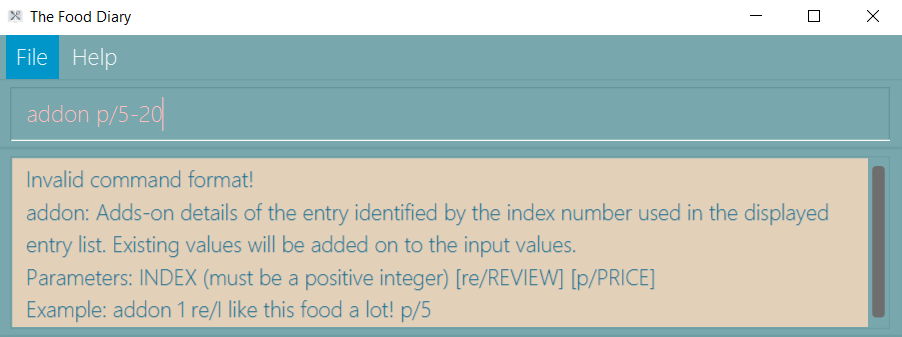 The Food Diary
File Help
addon p/5-20
Invalid command format!
addon: Adds-on details of the entry identified by the index number used in the displayed
entry list. Existing values will be added on to the input values.
Parameters: INDEX (must be a positive integer) [re/REVIEW] [p/PRICE]
Example: addon 1 re/I like this food a lot! p/5